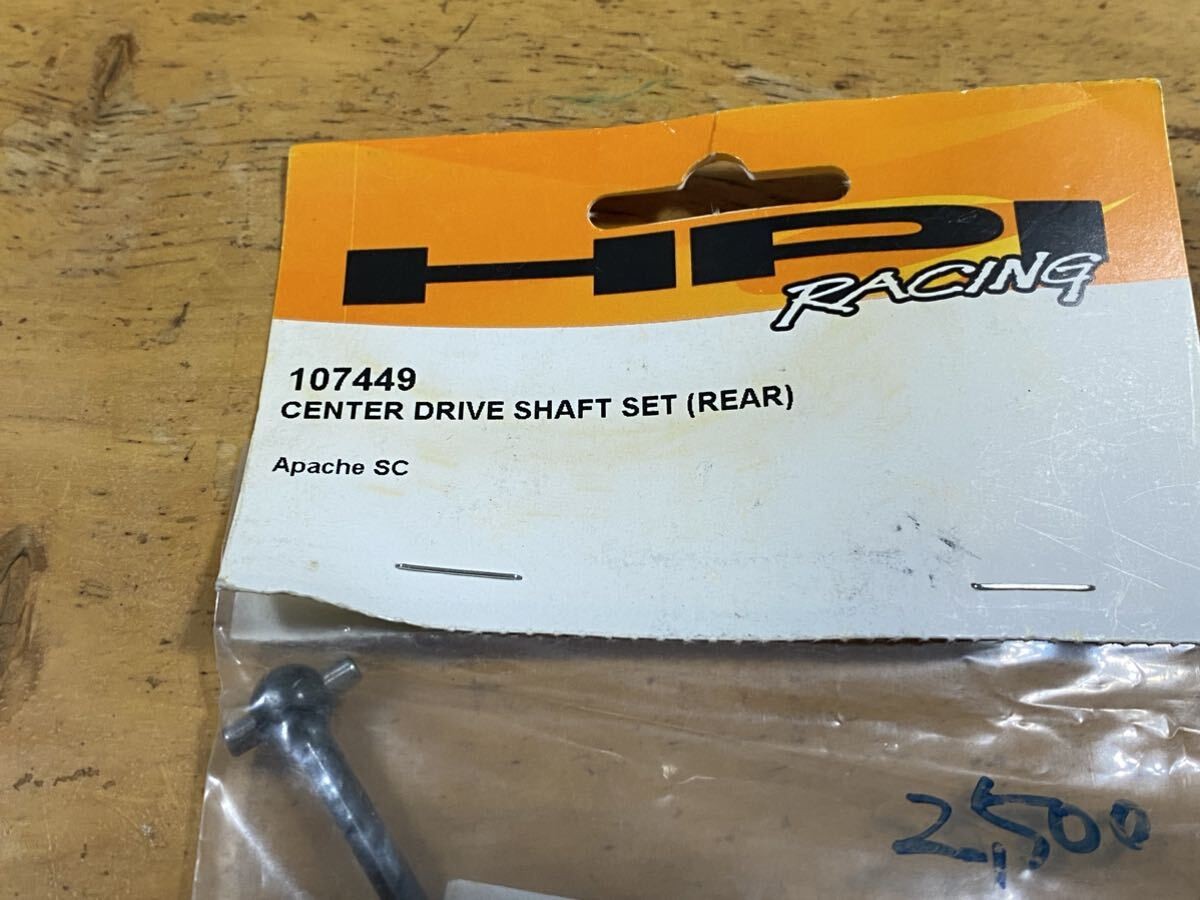 HPI
RACING
107449
CENTER DRIVE SHAFT SET (REAR)
Apache SC
2,500